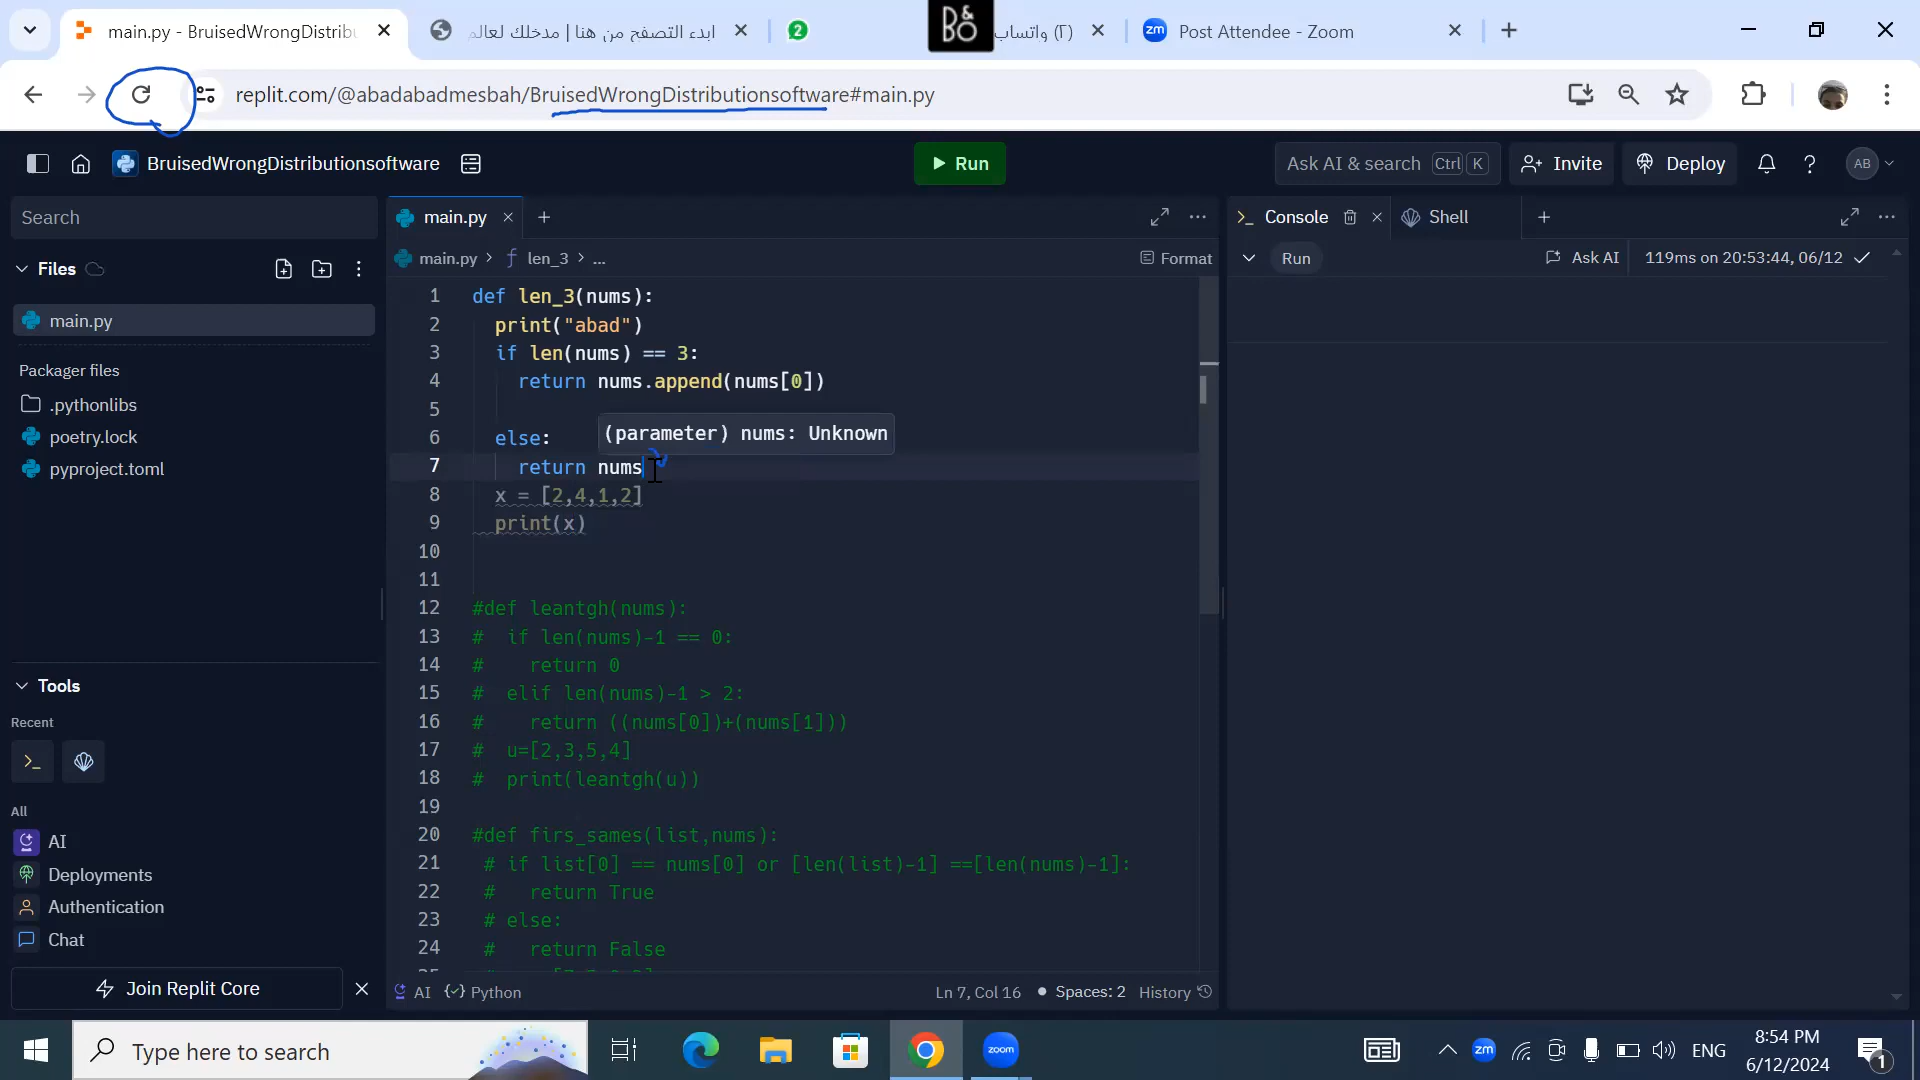 main.py - BruisedWrongDistribu
ابدء التصفح من هنا | مدخلك لعالم
2
B&O
(٢) واتساب
zm Post Attendee - Zoom
replit.com/@abadabadmesbah/BruisedWrongDistributionsoftware#main.py
BruisedWrongDistributionsoftware
Run
Ask AI & search Ctrl K
Invite
Deploy
?
AB
Search
Files
main.py
Packager files
.pythonlibs
poetry.lock
pyproject.toml
Tools
Recent
All
AI
Deployments
Authentication
Chat
Join Replit Core
main.py
main.py > len_3 > ...
Format
1 def len_3(nums):
2 print("abad")
3 if len(nums) == 3:
4 return nums.append(nums[0])
5
6 else:
(parameter) nums: Unknown
7 return nums
8 x = [2,4,1,2]
9 print(x)
10
11
12 #def leantgh(nums):
13 # if len(nums)-1 == 0:
14 # return 0
15 # elif len(nums)-1 > 2:
16 # return ((nums[0])+(nums[1]))
17 # u=[2,3,5,4]
18 # print(leantgh(u))
19
20 #def firs_sames(list,nums):
21 # if list[0] == nums[0] or [len(list)-1] ==[len(nums)-1]:
22 # return True
23 # else:
24 # return False
AI
Python
Ln 7, Col 16
Spaces: 2
History
Console
Shell
Run
Ask AI
119ms on 20:53:44, 06/12
Type here to search
zoom
zm
ENG
8:54 PM
6/12/2024
1